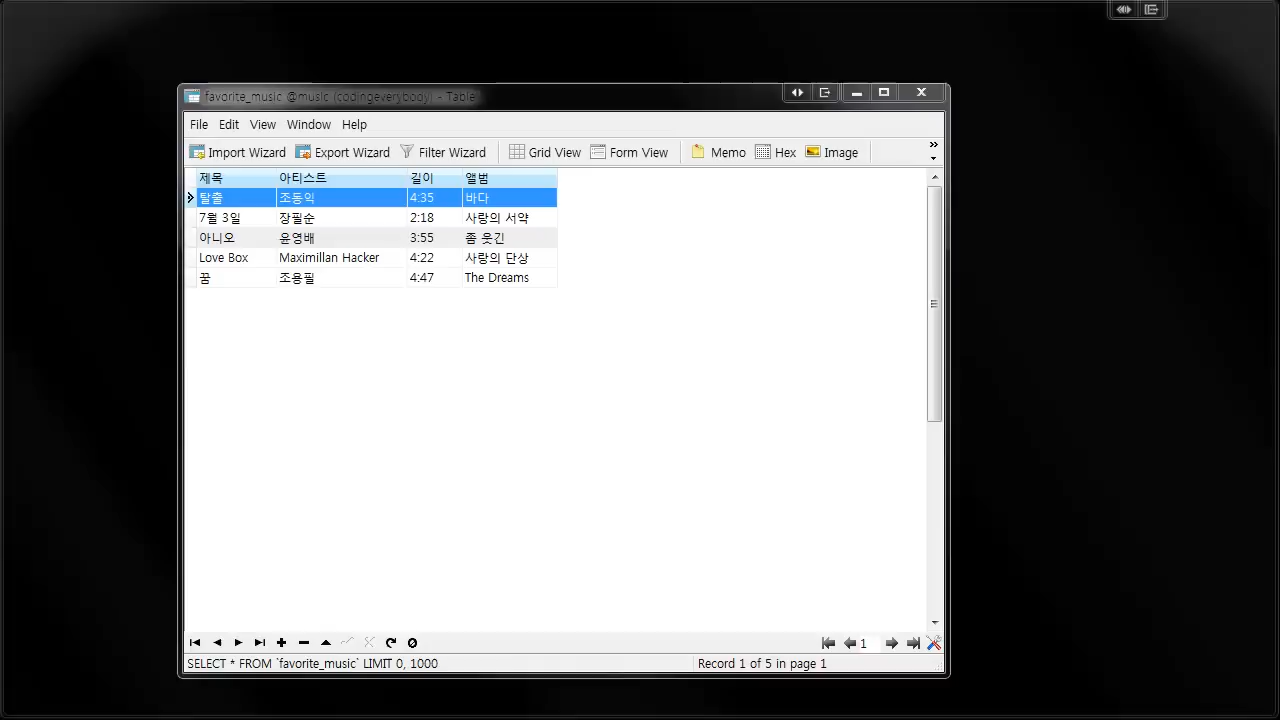 favorite_music @music (codingeverybody) - Table
File Edit View Window Help
Import Wizard Export Wizard Filter Wizard Grid View Form View Memo Hex Image
제목 아티스트 길이 앨범
탈출 조동익 4:35 바다
7월 3일 장필순 2:18 사랑의 서약
아니오 윤영배 3:55 좀 웃긴
Love Box Maximillan Hacker 4:22 사랑의 단상
꿈 조용필 4:47 The Dreams
1
SELECT * FROM `favorite_music` LIMIT 0, 1000 Record 1 of 5 in page 1